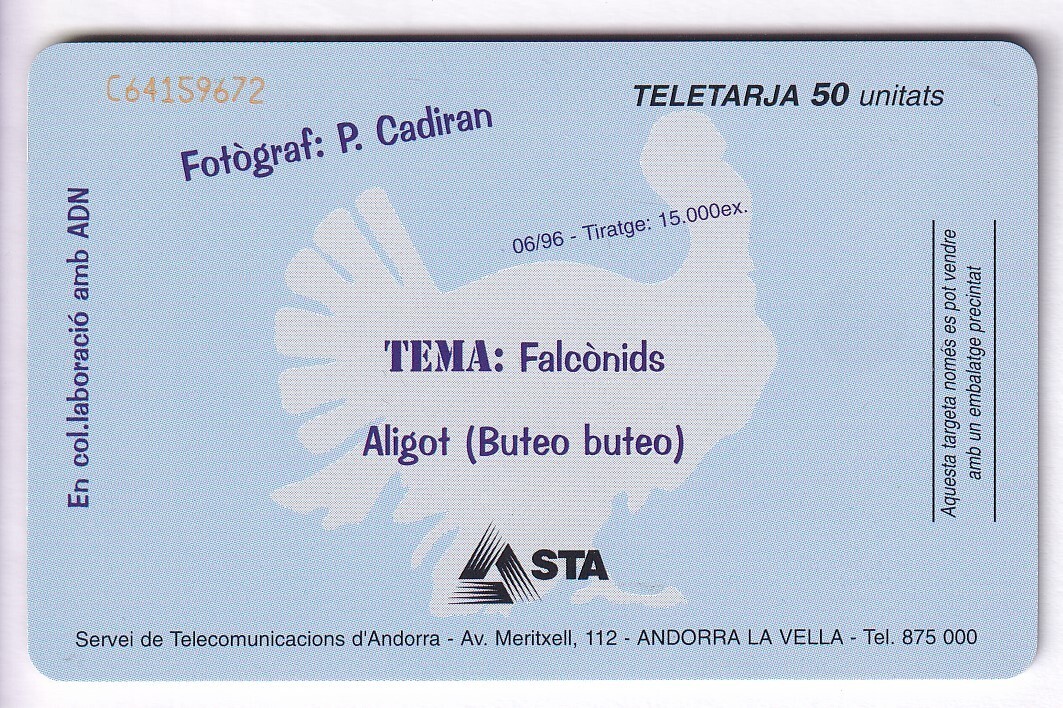 C64159672
TELETARJA 50 unitats
Fotògraf: P. Cadiran
06/96 - Tiratge: 15.000ex.
En col.laboració amb ADN
TEMA: Falcònids
Aligot (Buteo buteo)
Aquesta targeta només es pot vendre
amb un embalatge precintat
STA
Servei de Telecomunicacions d'Andorra - Av. Meritxell, 112 - ANDORRA LA VELLA - Tel. 875 000